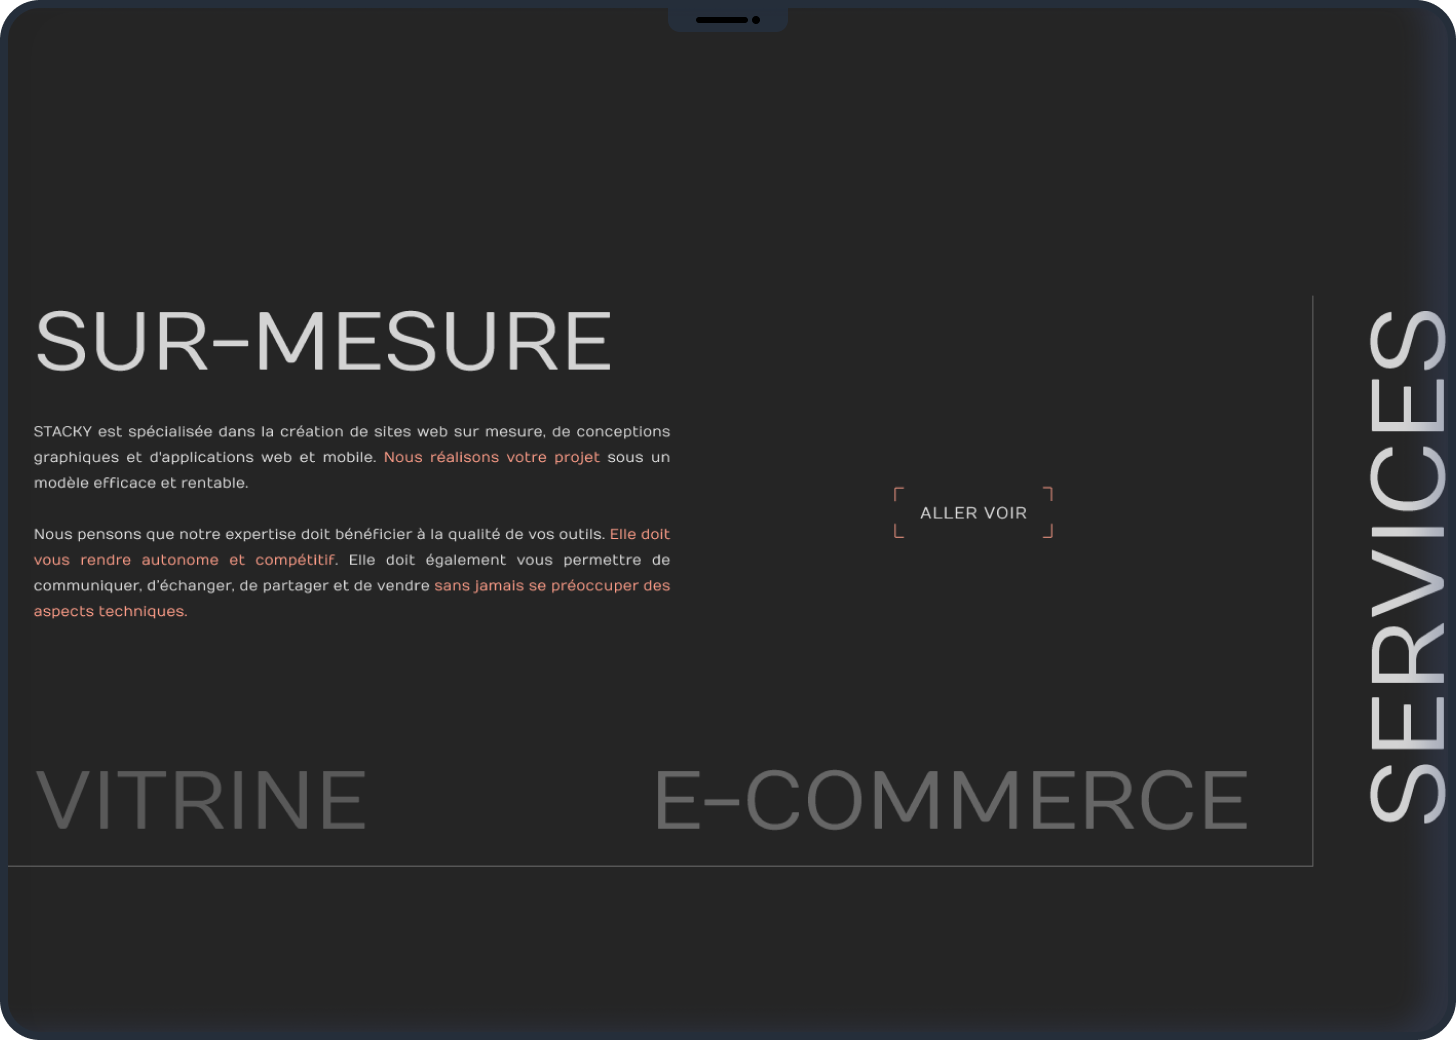 SUR-MESURE
STACKY est spécialisée dans la création de sites web sur mesure, de conceptions
graphiques et d'applications web et mobile. Nous réalisons votre projet sous un
modèle efficace et rentable.
Nous pensons que notre expertise doit bénéficier à la qualité de vos outils. Elle doit
vous rendre autonome et compétitif. Elle doit également vous permettre de
communiquer, d'échanger, de partager et de vendre sans jamais se préoccuper des
aspects techniques.
ALLER VOIR
VITRINE
E-COMMERCE
SERVICES